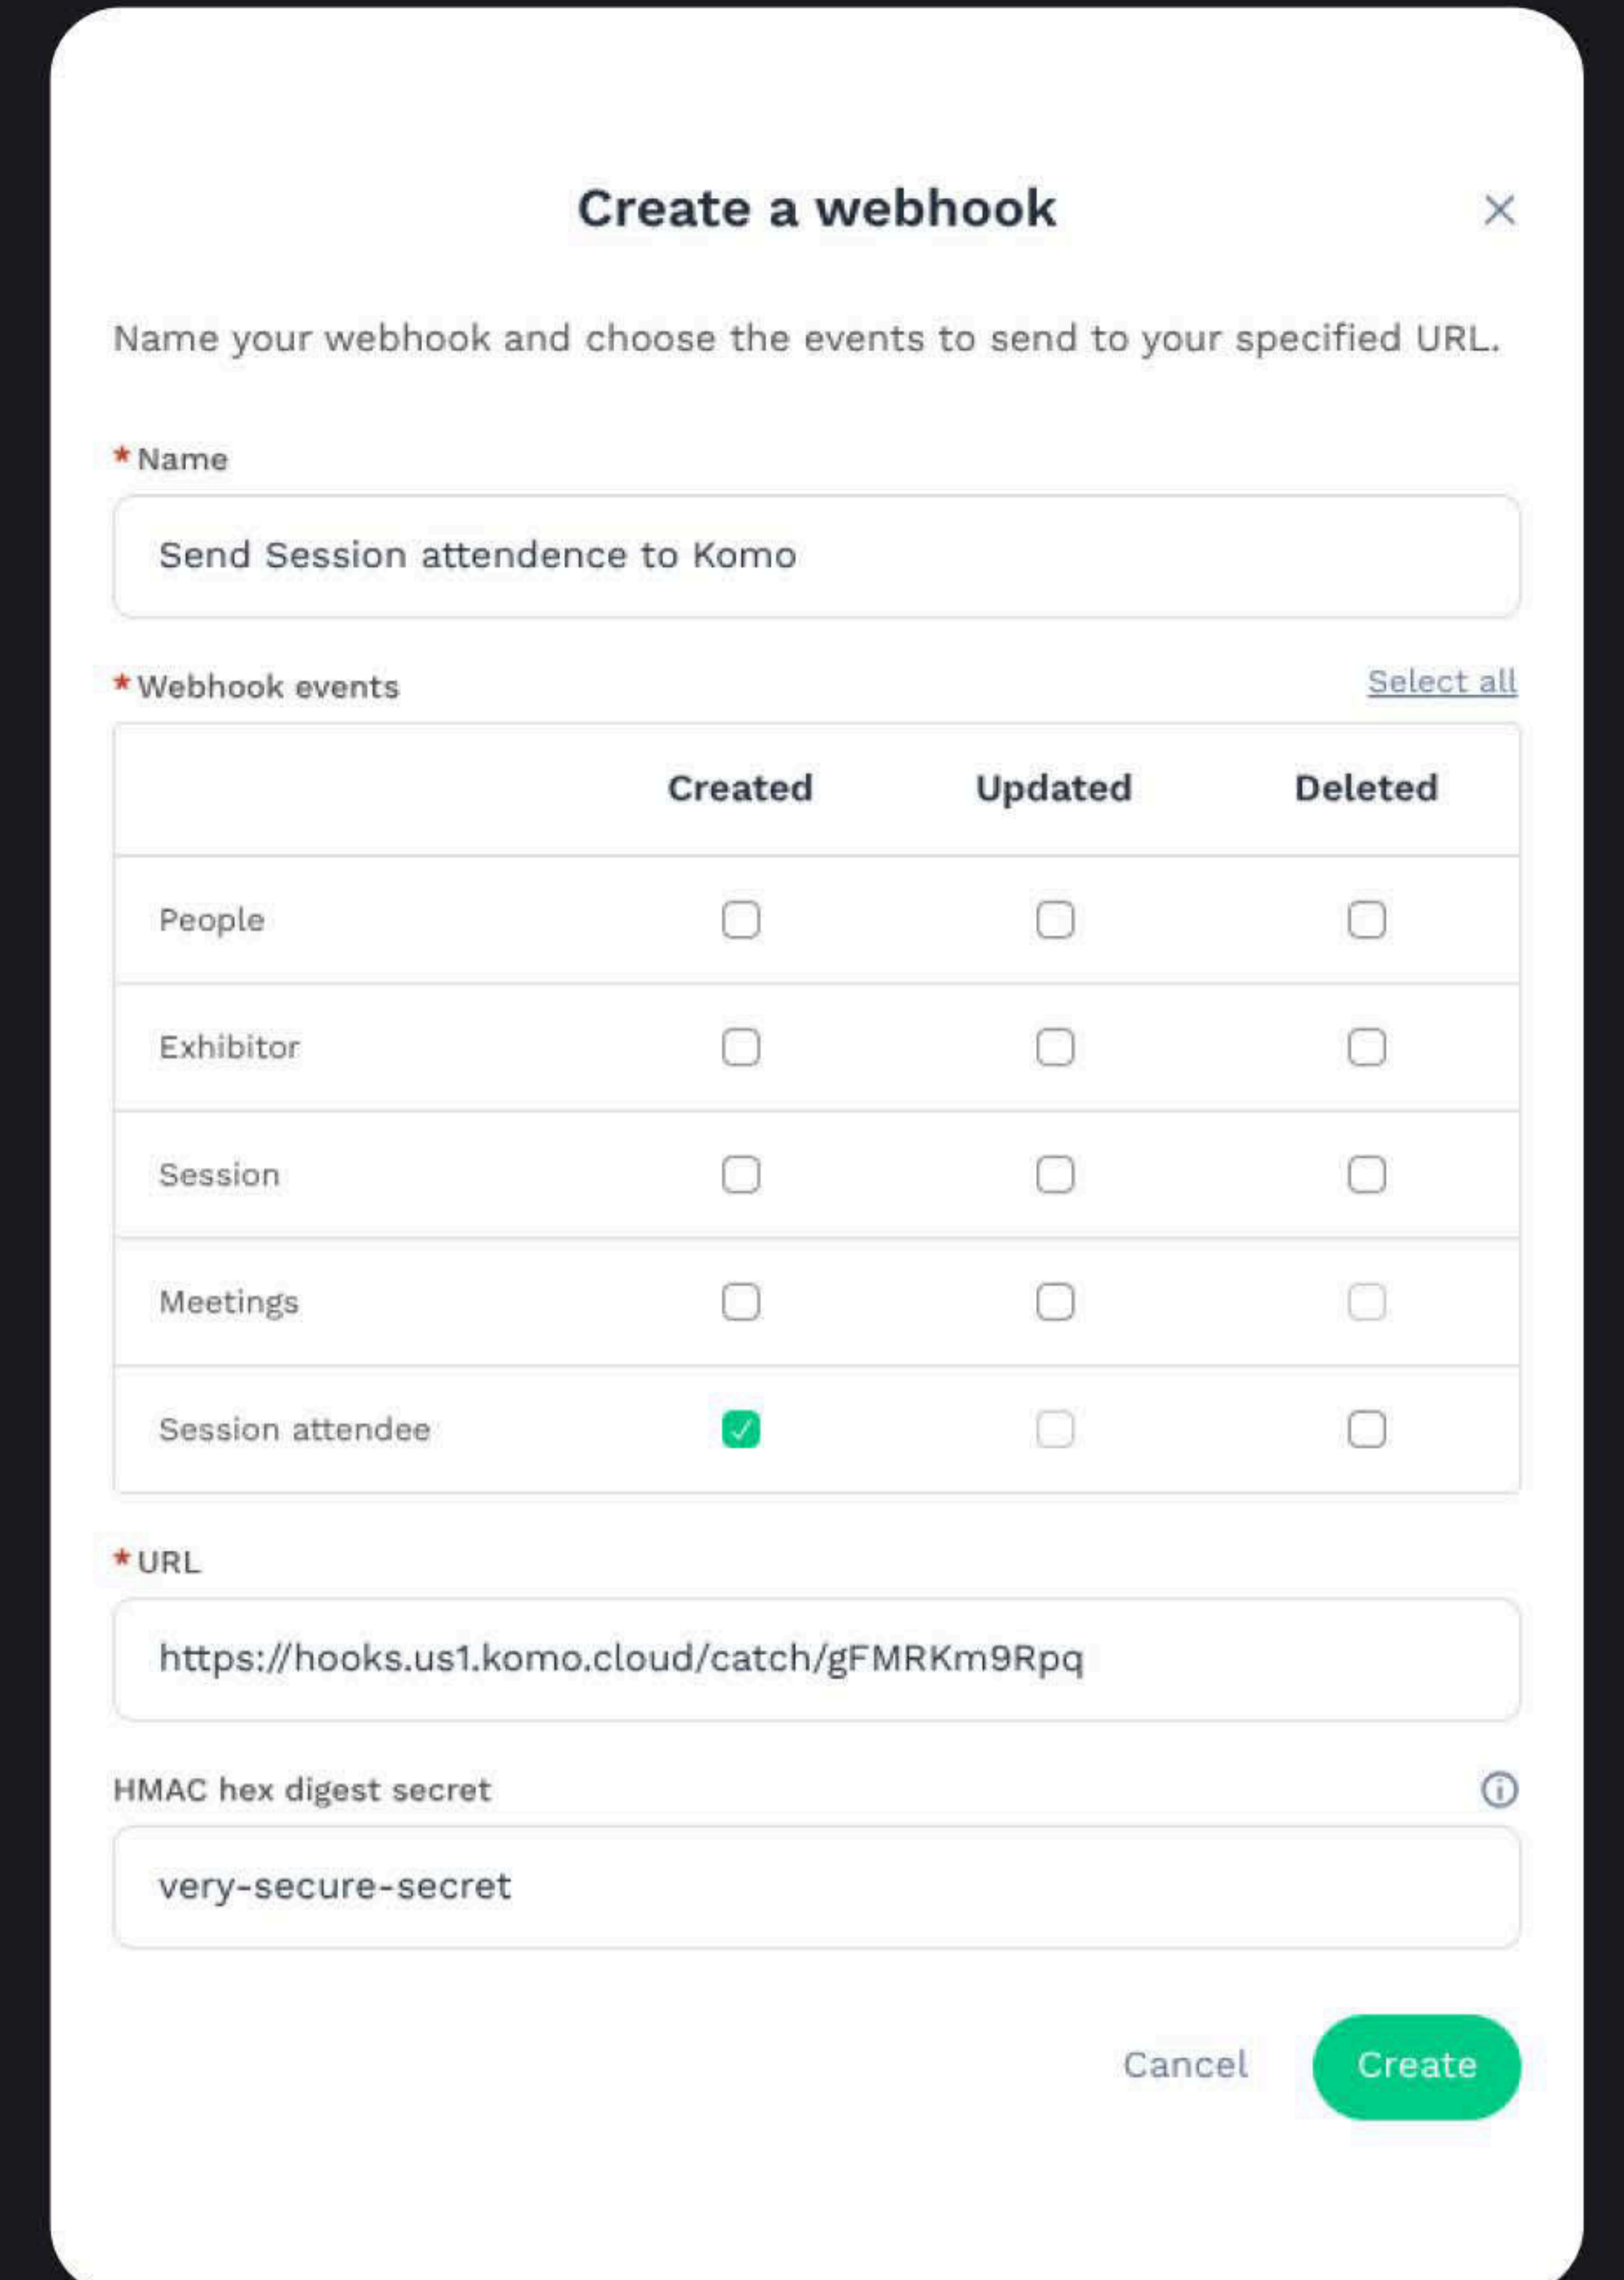 Create a webhook
Name your webhook and choose the events to send to your specified URL.
* Name
Send Session attendence to Komo
* Webhook events
Select all
Created Updated Deleted
People
Exhibitor
Session
Meetings
Session attendee
* URL
https://hooks.us1.komo.cloud/catch/gFMRKm9Rpq
HMAC hex digest secret
very-secure-secret
Cancel Create